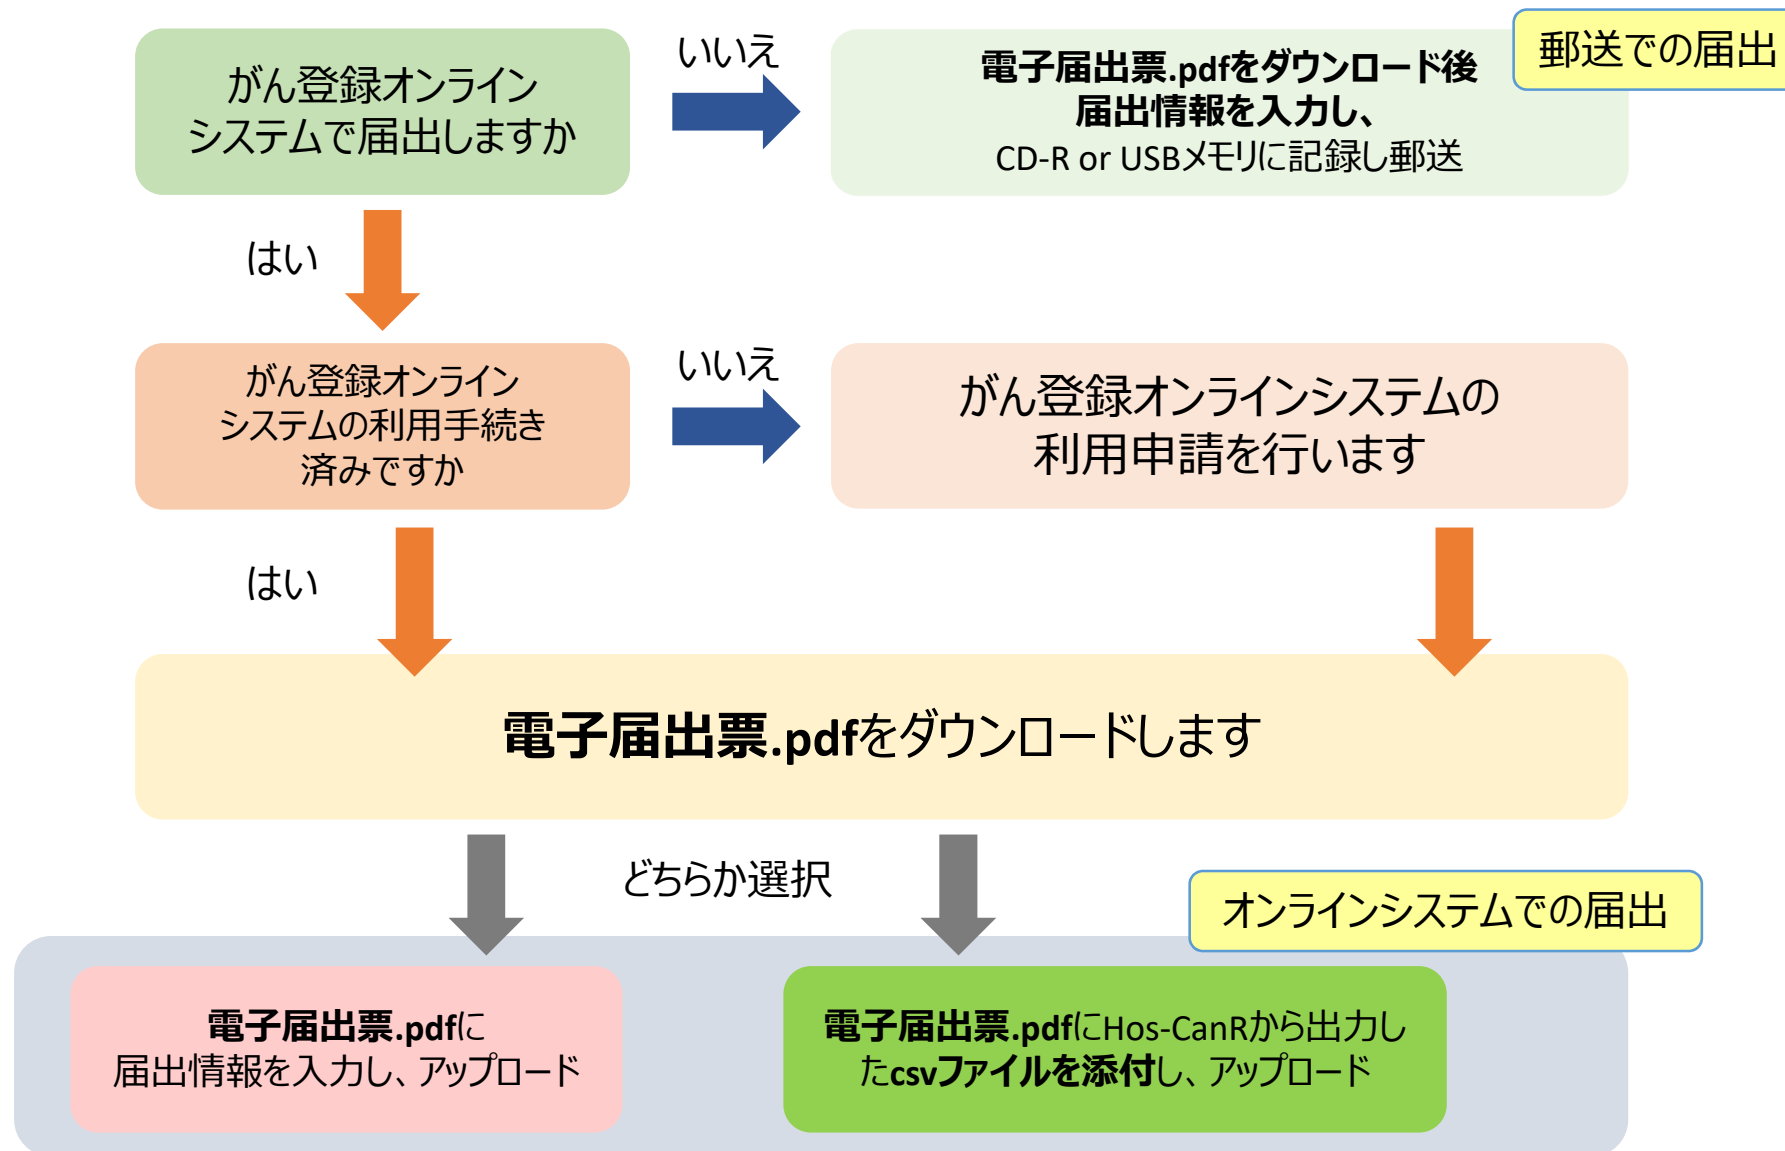 がん登録オンライン
システムで届出しますか
いいえ
電子届出票.pdfをダウンロード後
届出情報を入力し、
CD-R or USBメモリに記録し郵送
郵送での届出
はい
がん登録オンライン
システムの利用手続き
済みですか
いいえ
がん登録オンラインシステムの
利用申請を行います
はい
電子届出票.pdfをダウンロードします
どちらか選択
オンラインシステムでの届出
電子届出票.pdfに
届出情報を入力し、アップロード
電子届出票.pdfにHos-CanRから出力し
たcsvファイルを添付し、アップロード